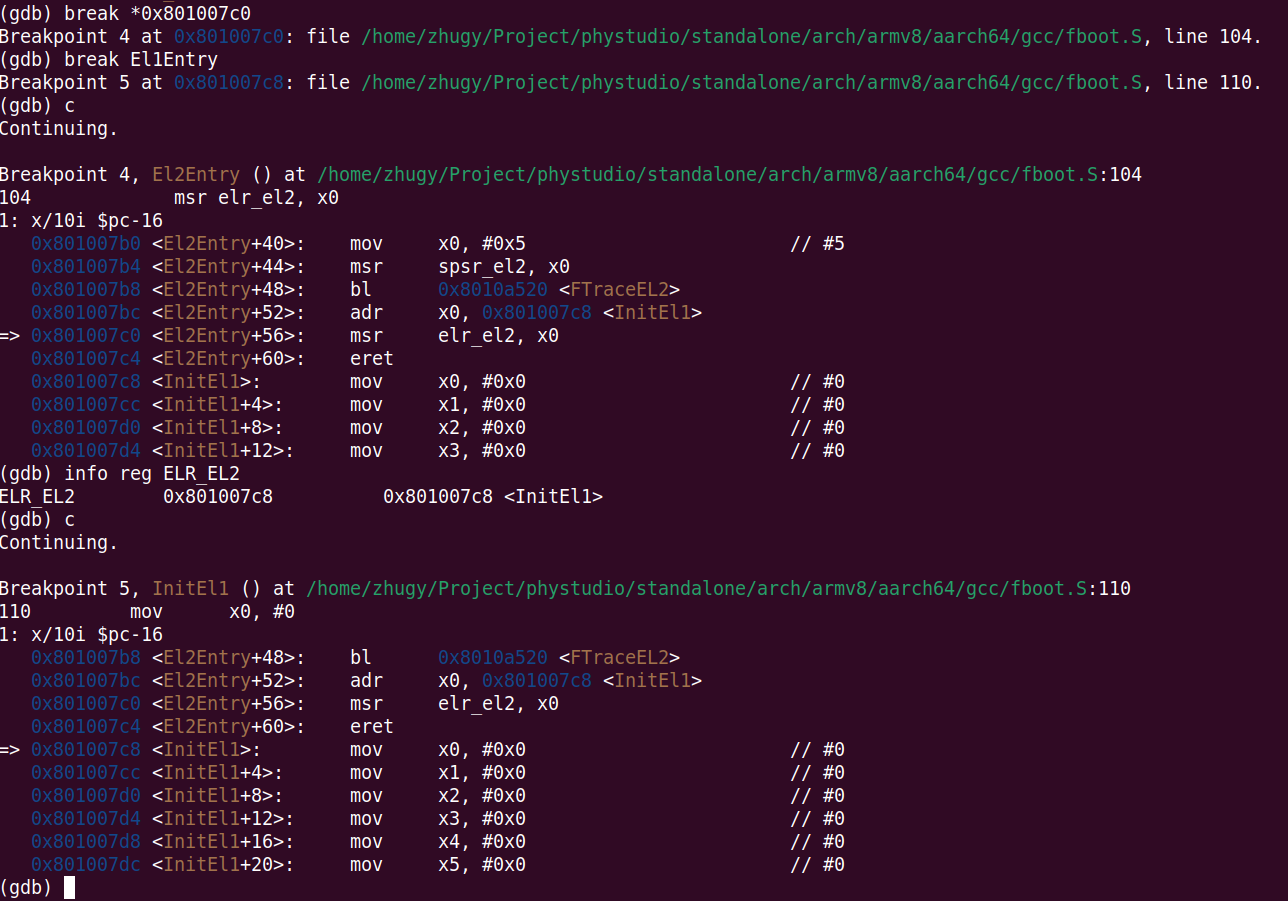 (gdb) break *0x801007c0
Breakpoint 4 at 0x801007c0: file /home/zhugy/Project/phystudio/standalone/arch/armv8/aarch64/gcc/fboot.S, line 104.
(gdb) break El1Entry
Breakpoint 5 at 0x801007c8: file /home/zhugy/Project/phystudio/standalone/arch/armv8/aarch64/gcc/fboot.S, line 110.
(gdb) c
Continuing.
Breakpoint 4, El2Entry () at /home/zhugy/Project/phystudio/standalone/arch/armv8/aarch64/gcc/fboot.S:104
104             msr elr_el2, x0
1: x/10i $pc-16
   0x801007b0 <El2Entry+40>:    mov     x0, #0x5                        // #5
   0x801007b4 <El2Entry+44>:    msr     spsr_el2, x0
   0x801007b8 <El2Entry+48>:    bl      0x8010a520 <FTraceEL2>
   0x801007bc <El2Entry+52>:    adr     x0, 0x801007c8 <InitEl1>
=> 0x801007c0 <El2Entry+56>:    msr     elr_el2, x0
   0x801007c4 <El2Entry+60>:    eret
   0x801007c8 <InitEl1>:        mov     x0, #0x0                        // #0
   0x801007cc <InitEl1+4>:      mov     x1, #0x0                        // #0
   0x801007d0 <InitEl1+8>:      mov     x2, #0x0                        // #0
   0x801007d4 <InitEl1+12>:     mov     x3, #0x0                        // #0
(gdb) info reg ELR_EL2
ELR_EL2        0x801007c8          0x801007c8 <InitEl1>
(gdb) c
Continuing.
Breakpoint 5, InitEl1 () at /home/zhugy/Project/phystudio/standalone/arch/armv8/aarch64/gcc/fboot.S:110
110         mov      x0, #0
1: x/10i $pc-16
   0x801007b8 <El2Entry+48>:    bl      0x8010a520 <FTraceEL2>
   0x801007bc <El2Entry+52>:    adr     x0, 0x801007c8 <InitEl1>
   0x801007c0 <El2Entry+56>:    msr     elr_el2, x0
   0x801007c4 <El2Entry+60>:    eret
=> 0x801007c8 <InitEl1>:        mov     x0, #0x0                        // #0
   0x801007cc <InitEl1+4>:      mov     x1, #0x0                        // #0
   0x801007d0 <InitEl1+8>:      mov     x2, #0x0                        // #0
   0x801007d4 <InitEl1+12>:     mov     x3, #0x0                        // #0
   0x801007d8 <InitEl1+16>:     mov     x4, #0x0                        // #0
   0x801007dc <InitEl1+20>:     mov     x5, #0x0                        // #0
(gdb)